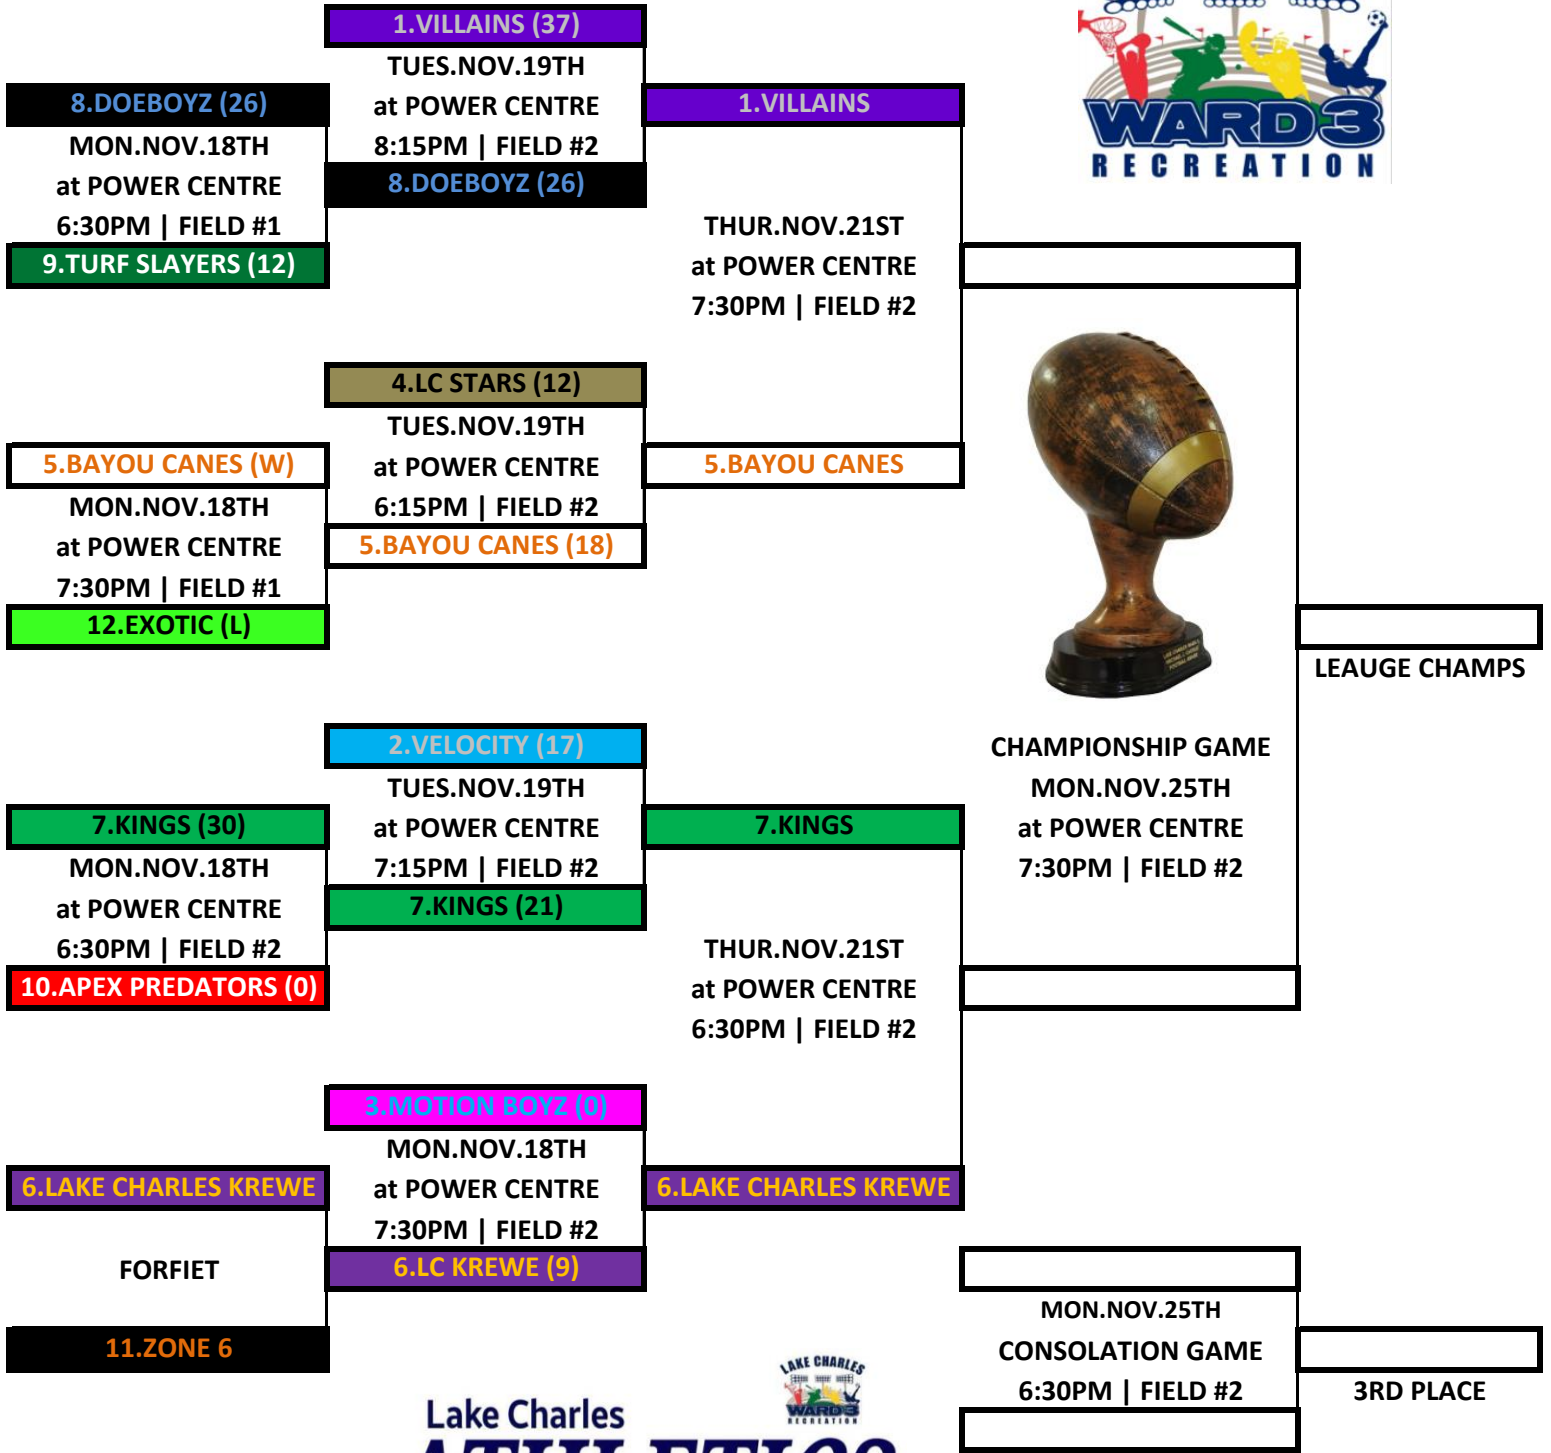 1.VILLAINS (37)
TUES.NOV.19TH
at POWER CENTRE
8:15PM | FIELD #2
8.DOEBOYZ (26)
8.DOEBOYZ (26)
MON.NOV.18TH
at POWER CENTRE
6:30PM | FIELD #1
9.TURF SLAYERS (12)
1.VILLAINS
THUR.NOV.21ST
at POWER CENTRE
7:30PM | FIELD #2
WARD 3
RECREATION
4.LC STARS (12)
TUES.NOV.19TH
at POWER CENTRE
6:15PM | FIELD #2
5.BAYOU CANES (18)
5.BAYOU CANES (W)
MON.NOV.18TH
at POWER CENTRE
7:30PM | FIELD #1
12.EXOTIC (L)
5.BAYOU CANES
LEAUGE CHAMPS
2.VELOCITY (17)
TUES.NOV.19TH
at POWER CENTRE
7:15PM | FIELD #2
7.KINGS (21)
7.KINGS (30)
MON.NOV.18TH
at POWER CENTRE
6:30PM | FIELD #2
10.APEX PREDATORS (0)
7.KINGS
THUR.NOV.21ST
at POWER CENTRE
6:30PM | FIELD #2
CHAMPIONSHIP GAME
MON.NOV.25TH
at POWER CENTRE
7:30PM | FIELD #2
3.MOTION BOYZ (0)
MON.NOV.18TH
at POWER CENTRE
7:30PM | FIELD #2
6.LC KREWE (9)
6.LAKE CHARLES KREWE
FORFIET
11.ZONE 6
6.LAKE CHARLES KREWE
MON.NOV.25TH
CONSOLATION GAME
6:30PM | FIELD #2
3RD PLACE
LAKE CHARLES
WARD 3
RECREATION
Lake Charles
ATHLETICS